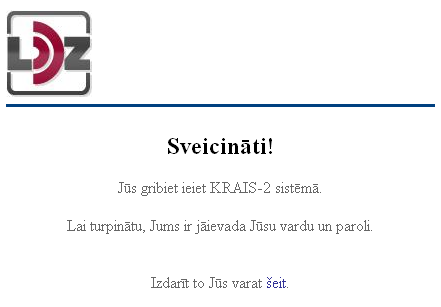 LDZ
Sveicināti!
Jūs gribiet ieiet KRAIS-2 sistēmā.
Lai turpinātu, Jums ir jāievada Jūsu vardu un paroli.
Izdarīt to Jūs varat šeit.